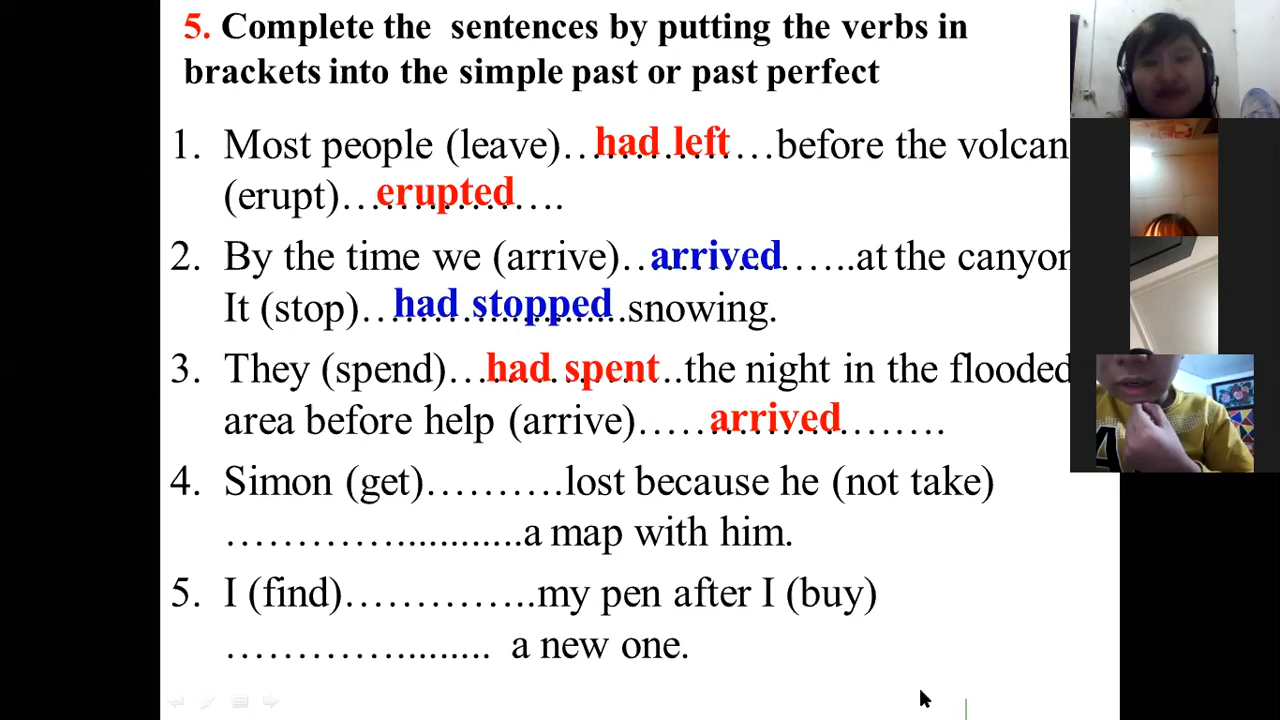 5. Complete the sentences by putting the verbs in
brackets into the simple past or past perfect
1. Most people (leave)…had left…before the volcan
(erupt)…erupted….
2. By the time we (arrive)…arrived…..at the canyon
It (stop)…had stopped….snowing.
3. They (spend)…had spent…..the night in the flooded
area before help (arrive)……arrived…….
4. Simon (get)……….lost because he (not take)
…………...........a map with him.
5. I (find)…………..my pen after I (buy)
…………......... a new one.